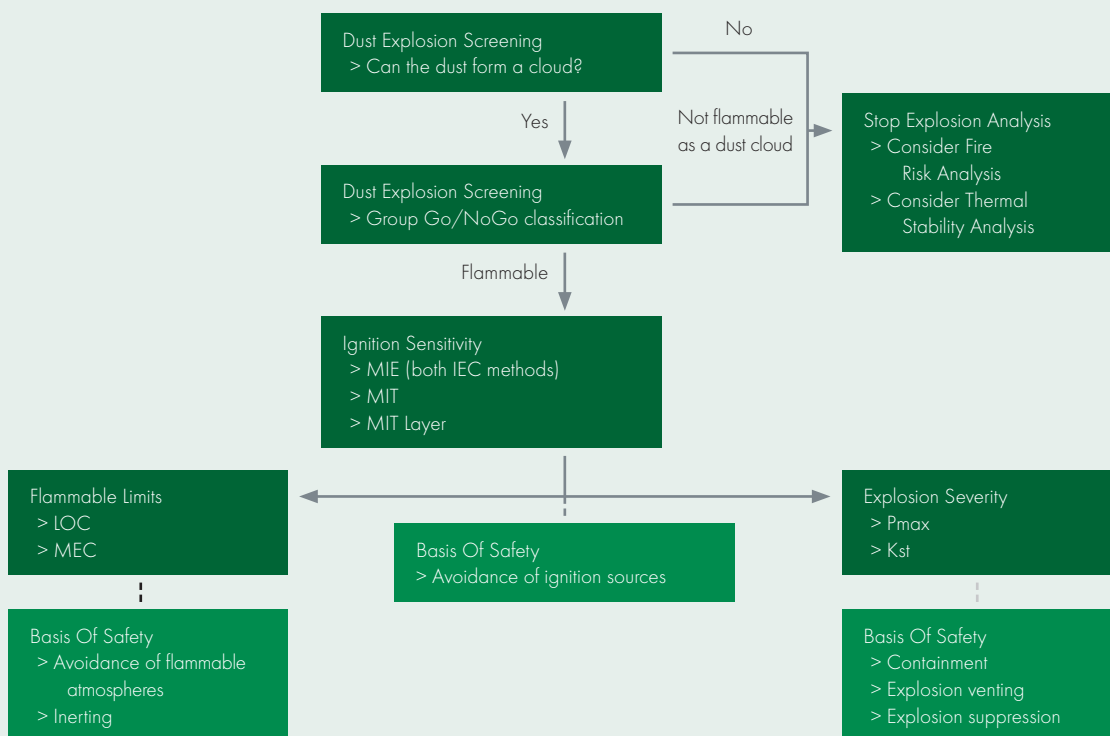 Dust Explosion Screening
> Can the dust form a cloud?
No
Yes
Not flammable
as a dust cloud
Stop Explosion Analysis
> Consider Fire
Risk Analysis
> Consider Thermal
Stability Analysis
Dust Explosion Screening
> Group Go/NoGo classification
Flammable
Ignition Sensitivity
> MIE (both IEC methods)
> MIT
> MIT Layer
Flammable Limits
> LOC
> MEC
Basis Of Safety
> Avoidance of ignition sources
Explosion Severity
> Pmax
> Kst
Basis Of Safety
> Avoidance of flammable
atmospheres
> Inerting
Basis Of Safety
> Containment
> Explosion venting
> Explosion suppression